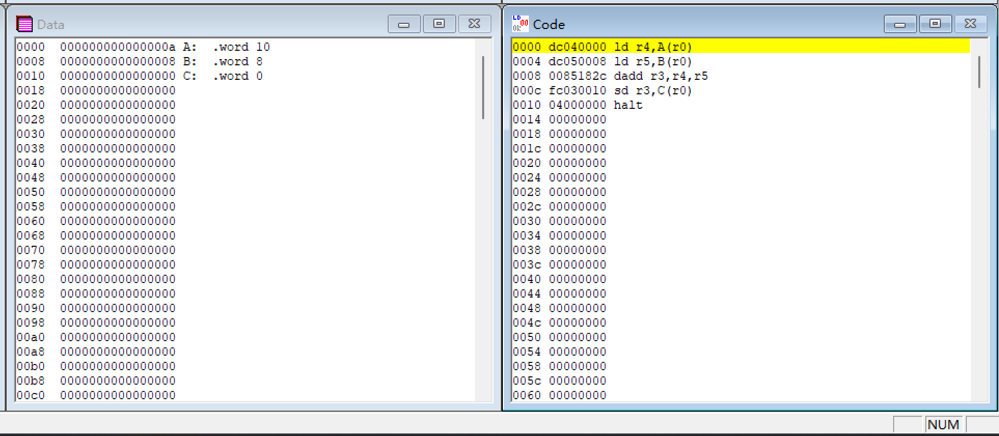 Data
0000  000000000000000a A:  .word 10
0008  0000000000000008 B:  .word 8
0010  0000000000000000 C:  .word 0
0018  0000000000000000
0020  0000000000000000
0028  0000000000000000
0030  0000000000000000
0038  0000000000000000
0040  0000000000000000
0048  0000000000000000
0050  0000000000000000
0058  0000000000000000
0060  0000000000000000
0068  0000000000000000
0070  0000000000000000
0078  0000000000000000
0080  0000000000000000
0088  0000000000000000
0090  0000000000000000
0098  0000000000000000
00a0  0000000000000000
00a8  0000000000000000
00b0  0000000000000000
00b8  0000000000000000
00c0  0000000000000000
Code
0000 dc040000 ld r4,A(r0)
0004 dc050008 ld r5,B(r0)
0008 0085182c dadd r3,r4,r5
000c fc030010 sd r3,C(r0)
0010 04000000 halt
0014 00000000
0018 00000000
001c 00000000
0020 00000000
0024 00000000
0028 00000000
002c 00000000
0030 00000000
0034 00000000
0038 00000000
003c 00000000
0040 00000000
0044 00000000
0048 00000000
004c 00000000
0050 00000000
0054 00000000
0058 00000000
005c 00000000
0060 00000000
NUM